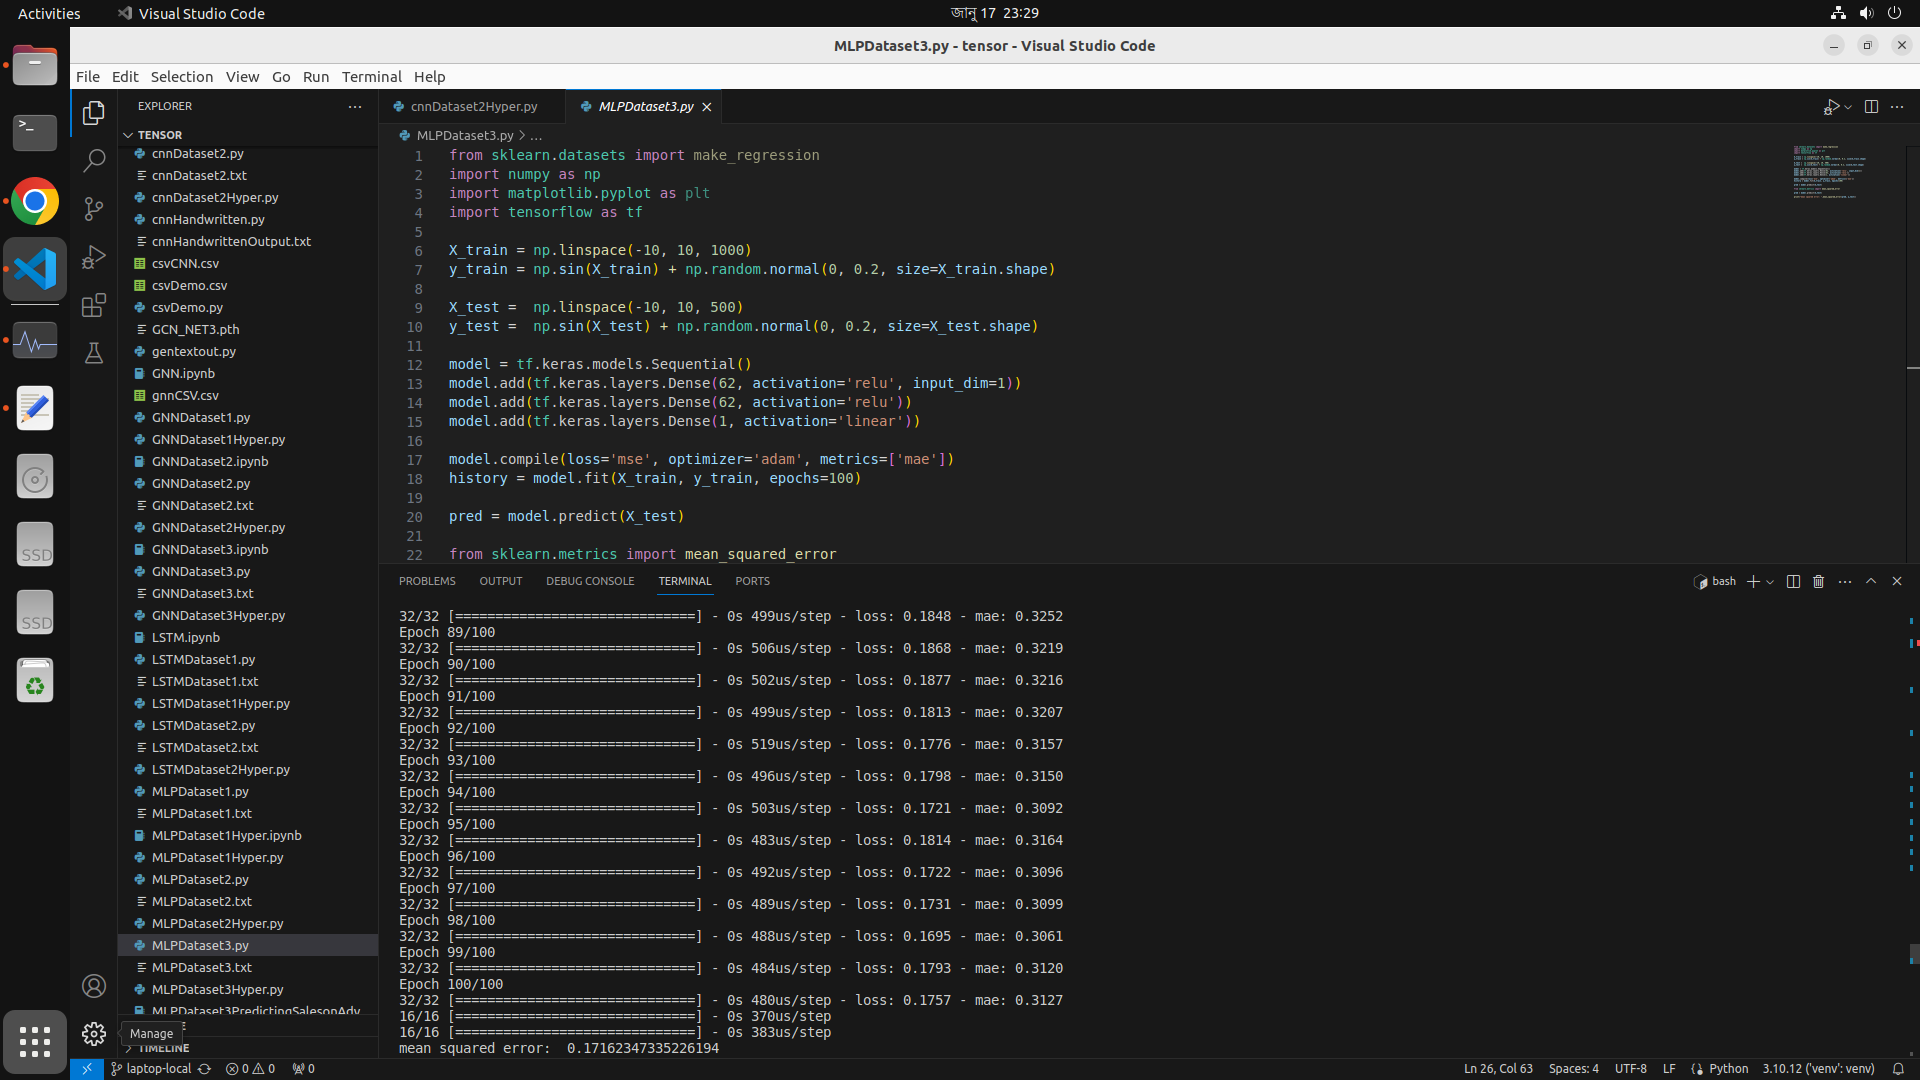 Activities
Visual Studio Code
জানু 17 23:29
MLPDataset3.py - tensor - Visual Studio Code
File Edit Selection View Go Run Terminal Help
EXPLORER
TENSOR
cnnDataset2.py
cnnDataset2.txt
cnnDataset2Hyper.py
cnnHandwritten.py
cnnHandwrittenOutput.txt
csvCNN.csv
csvDemo.csv
csvDemo.py
GCN_NET3.pth
gentextout.py
GNN.ipynb
gnnCSV.csv
GNNDataset1.py
GNNDataset1Hyper.py
GNNDataset2.ipynb
GNNDataset2.py
GNNDataset2.txt
GNNDataset2Hyper.py
GNNDataset3.ipynb
GNNDataset3.py
GNNDataset3.txt
GNNDataset3Hyper.py
LSTM.ipynb
LSTMDataset1.py
LSTMDataset1.txt
LSTMDataset1Hyper.py
LSTMDataset2.py
LSTMDataset2.txt
LSTMDataset2Hyper.py
MLPDataset1.py
MLPDataset1.txt
MLPDataset1Hyper.ipynb
MLPDataset1Hyper.py
MLPDataset2.py
MLPDataset2.txt
MLPDataset2Hyper.py
MLPDataset3.py
MLPDataset3.txt
MLPDataset3Hyper.py
MLPDataset3PredictingSalesonAdv
Manage
TIMELINE
SSD
SSD
cnnDataset2Hyper.py
MLPDataset3.py
MLPDataset3.py > ...
1 from sklearn.datasets import make_regression
2 import numpy as np
3 import matplotlib.pyplot as plt
4 import tensorflow as tf
5
6 X_train = np.linspace(-10, 10, 1000)
7 y_train = np.sin(X_train) + np.random.normal(0, 0.2, size=X_train.shape)
8
9 X_test =  np.linspace(-10, 10, 500)
10 y_test =  np.sin(X_test) + np.random.normal(0, 0.2, size=X_test.shape)
11
12 model = tf.keras.models.Sequential()
13 model.add(tf.keras.layers.Dense(62, activation='relu', input_dim=1))
14 model.add(tf.keras.layers.Dense(62, activation='relu'))
15 model.add(tf.keras.layers.Dense(1, activation='linear'))
16
17 model.compile(loss='mse', optimizer='adam', metrics=['mae'])
18 history = model.fit(X_train, y_train, epochs=100)
19
20 pred = model.predict(X_test)
21
22 from sklearn.metrics import mean_squared_error
PROBLEMS OUTPUT DEBUG CONSOLE TERMINAL PORTS
bash
32/32 [==============================] - 0s 499us/step - loss: 0.1848 - mae: 0.3252
Epoch 89/100
32/32 [==============================] - 0s 506us/step - loss: 0.1868 - mae: 0.3219
Epoch 90/100
32/32 [==============================] - 0s 502us/step - loss: 0.1877 - mae: 0.3216
Epoch 91/100
32/32 [==============================] - 0s 499us/step - loss: 0.1813 - mae: 0.3207
Epoch 92/100
32/32 [==============================] - 0s 519us/step - loss: 0.1776 - mae: 0.3157
Epoch 93/100
32/32 [==============================] - 0s 496us/step - loss: 0.1798 - mae: 0.3150
Epoch 94/100
32/32 [==============================] - 0s 503us/step - loss: 0.1721 - mae: 0.3092
Epoch 95/100
32/32 [==============================] - 0s 483us/step - loss: 0.1814 - mae: 0.3164
Epoch 96/100
32/32 [==============================] - 0s 492us/step - loss: 0.1722 - mae: 0.3096
Epoch 97/100
32/32 [==============================] - 0s 489us/step - loss: 0.1731 - mae: 0.3099
Epoch 98/100
32/32 [==============================] - 0s 488us/step - loss: 0.1695 - mae: 0.3061
Epoch 99/100
32/32 [==============================] - 0s 484us/step - loss: 0.1793 - mae: 0.3120
Epoch 100/100
32/32 [==============================] - 0s 480us/step - loss: 0.1757 - mae: 0.3127
16/16 [==============================] - 0s 370us/step
16/16 [==============================] - 0s 383us/step
mean squared error:  0.17162347335226194
laptop-local 0 0 0
Ln 26, Col 63 Spaces: 4 UTF-8 LF Python 3.10.12 ('venv': venv)